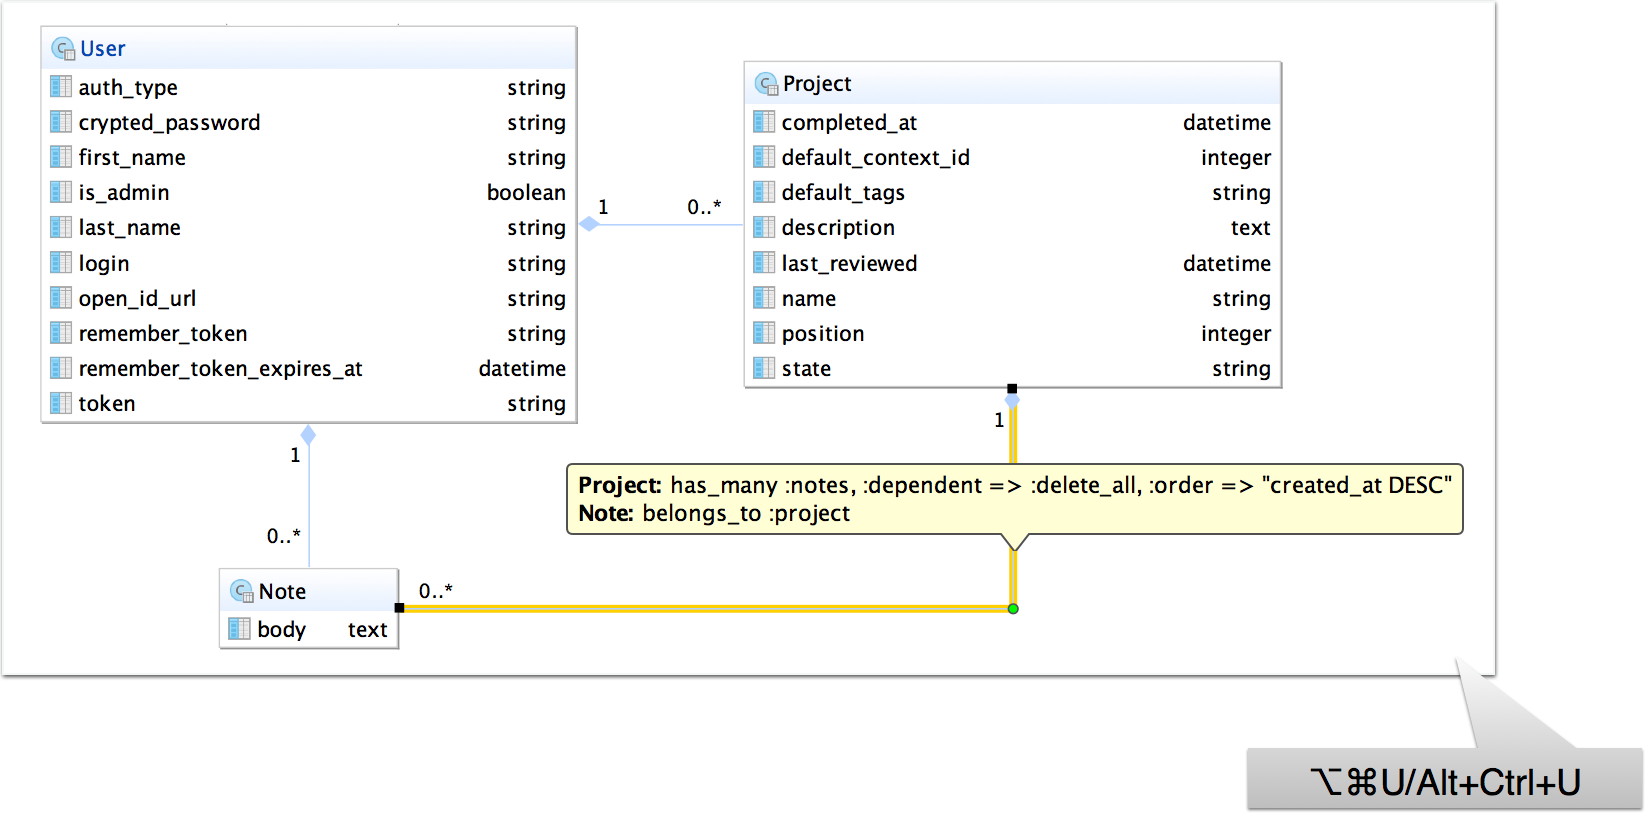 User
auth_type string
crypted_password string
first_name string
is_admin boolean
last_name string
login string
open_id_url string
remember_token string
remember_token_expires_at datetime
token string
1 0..*
Project
completed_at datetime
default_context_id integer
default_tags string
description text
last_reviewed datetime
name string
position integer
state string
1
1
Project: has_many :notes, :dependent => :delete_all, :order => "created_at DESC"
Note: belongs_to :project
0..*
0..*
Note
body text
⌥⌘U/Alt+Ctrl+U